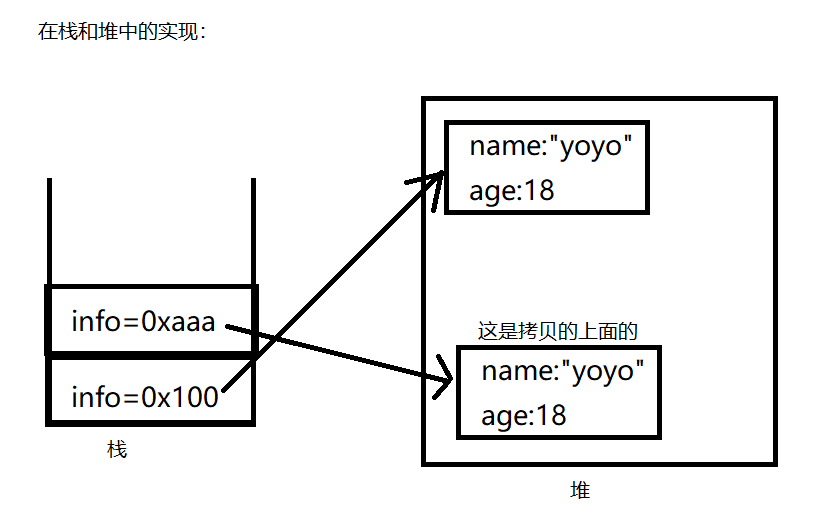 在栈和堆中的实现：
name:"yoyo"
age:18
info=0xaaa
这是拷贝的上面的
name:"yoyo"
info=0x100
age:18
栈
堆